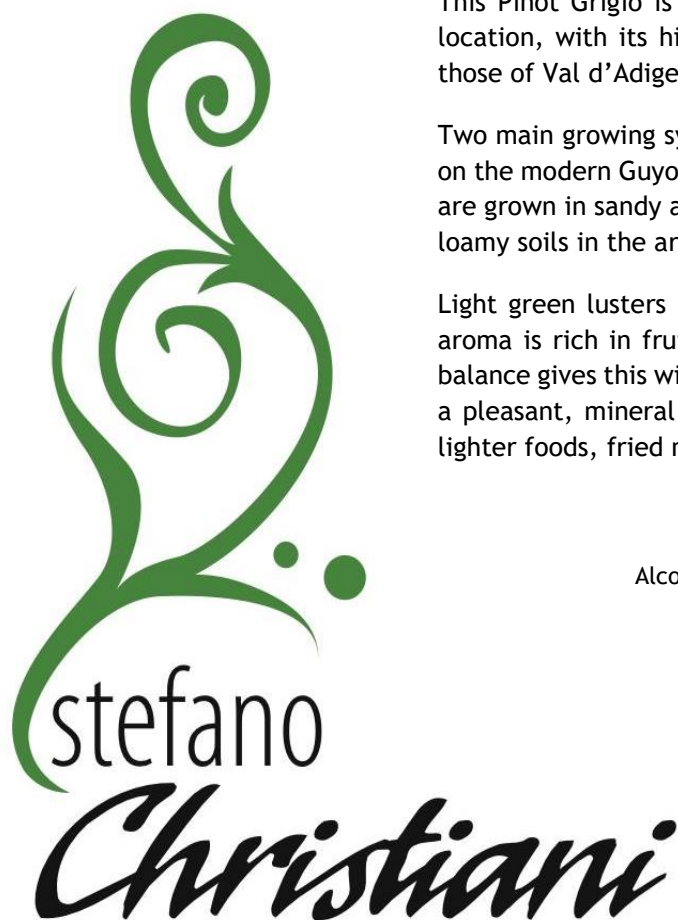 This Pinot Grigio is
location, with its hi
those of Val d’Adige
Two main growing sy
on the modern Guyo
are grown in sandy a
loamy soils in the ar
Light green lusters
aroma is rich in fru
balance gives this wi
a pleasant, mineral
lighter foods, fried
Alco
stefano
Christiani